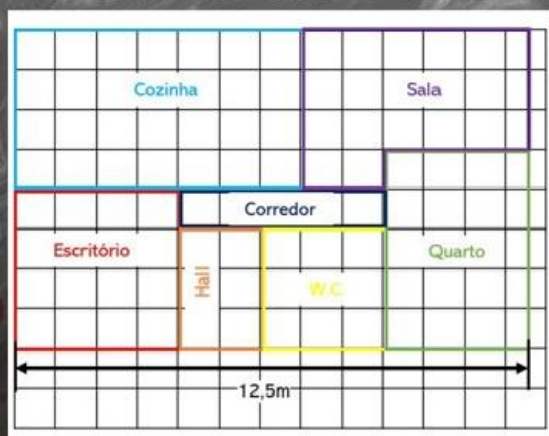 Cozinha
Sala
Corredor
Escritório
Hall
W.C
Quarto
12,5m